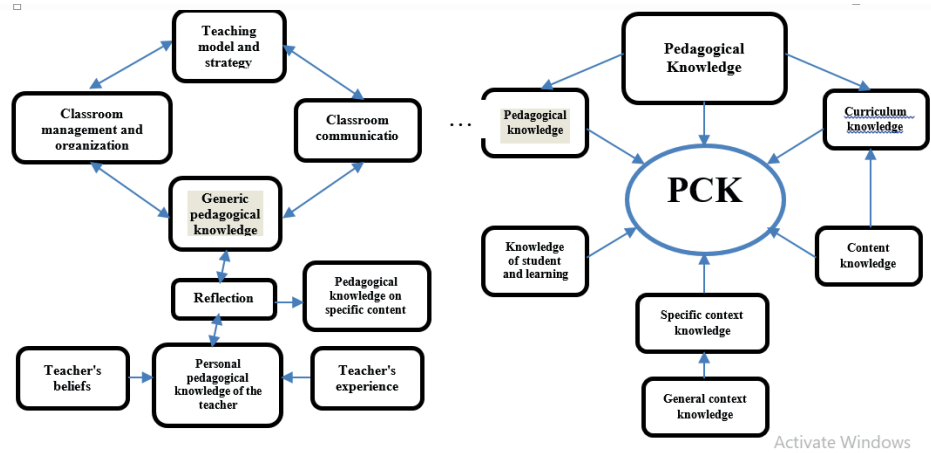 Teaching
model and
strategy
Classroom
management and
organization
Classroom
communicatio
Generic
pedagogical
knowledge
Reflection
Pedagogical
knowledge on
specific content
Teacher's
beliefs
Personal
pedagogical
knowledge of the
teacher
Teacher's
experience
...
Pedagogical
Knowledge
Pedagogical
knowledge
Curriculum
knowledge
PCK
Knowledge
of student
and learning
Content
knowledge
Specific context
knowledge
General context
knowledge
Activate Windows